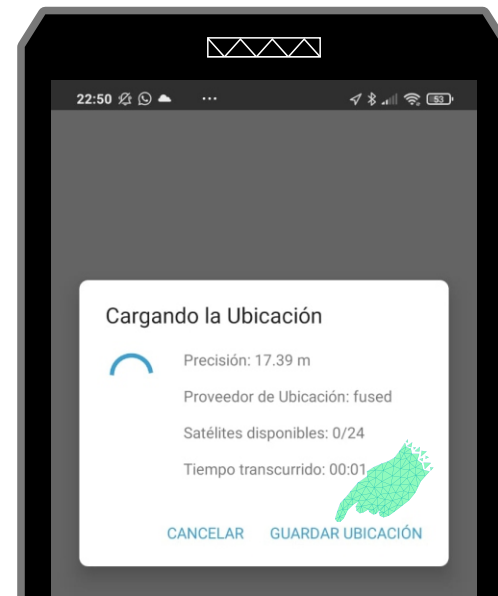 22:50 ... 53
Cargando la Ubicación
Precisión: 17.39 m
Proveedor de Ubicación: fused
Satélites disponibles: 0/24
Tiempo transcurrido: 00:01
CANCELAR GUARDAR UBICACIÓN